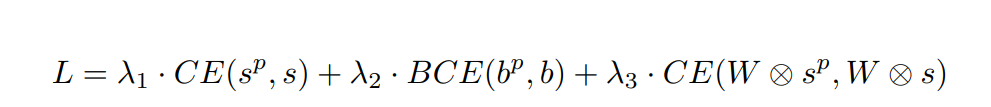 L = λ₁ · CE(sᵖ, s) + λ₂ · BCE(bᵖ, b) + λ₃ · CE(W ⊗ sᵖ, W ⊗ s)